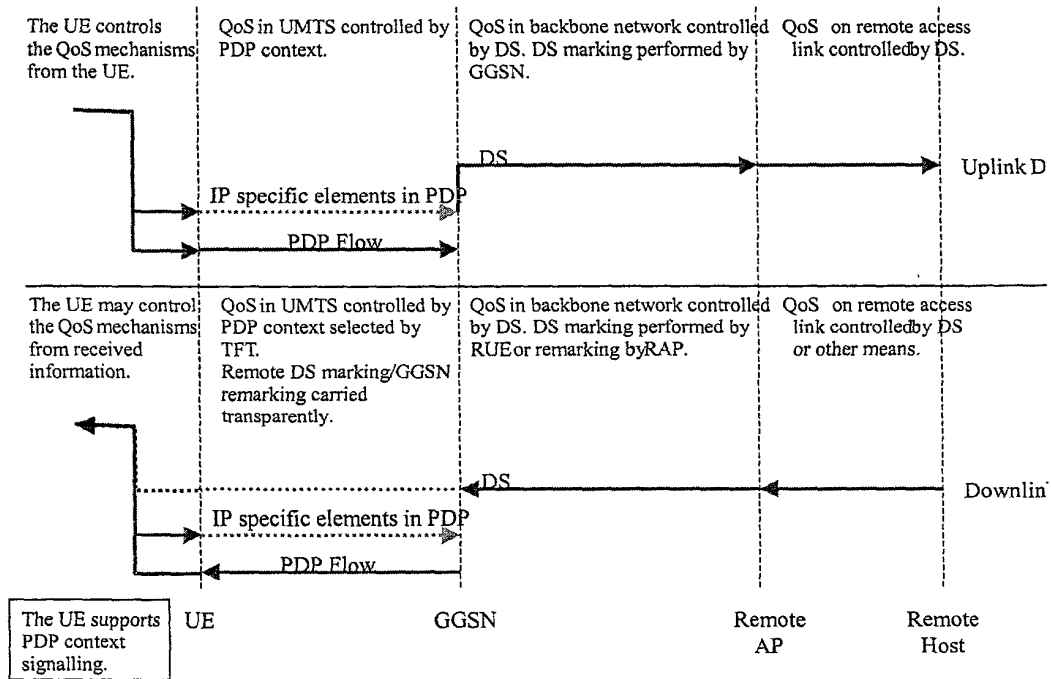 The UE controls
the QoS mechanisms
from the UE.
QoS in UMTS controlled by
PDP context.
QoS in backbone network controlled
by DS. DS marking performed by
GGSN.
QoS on remote access
link controlledby DS.
DS
Uplink D
IP specific elements in PDP
PDP Flow
The UE may control
the QoS mechanisms
from received
information.
QoS in UMTS controlled by
PDP context selected by
TFT.
Remote DS marking/GGSN
remarking carried
transparently.
QoS in backbone network controlled
by DS. DS marking performed by
RUE or remarking byRAP.
QoS on remote access
link controlledby DS
or other means.
DS
Downlin
IP specific elements in PDP
PDP Flow
The UE supports
PDP context
signalling.
UE
GGSN
Remote
AP
Remote
Host